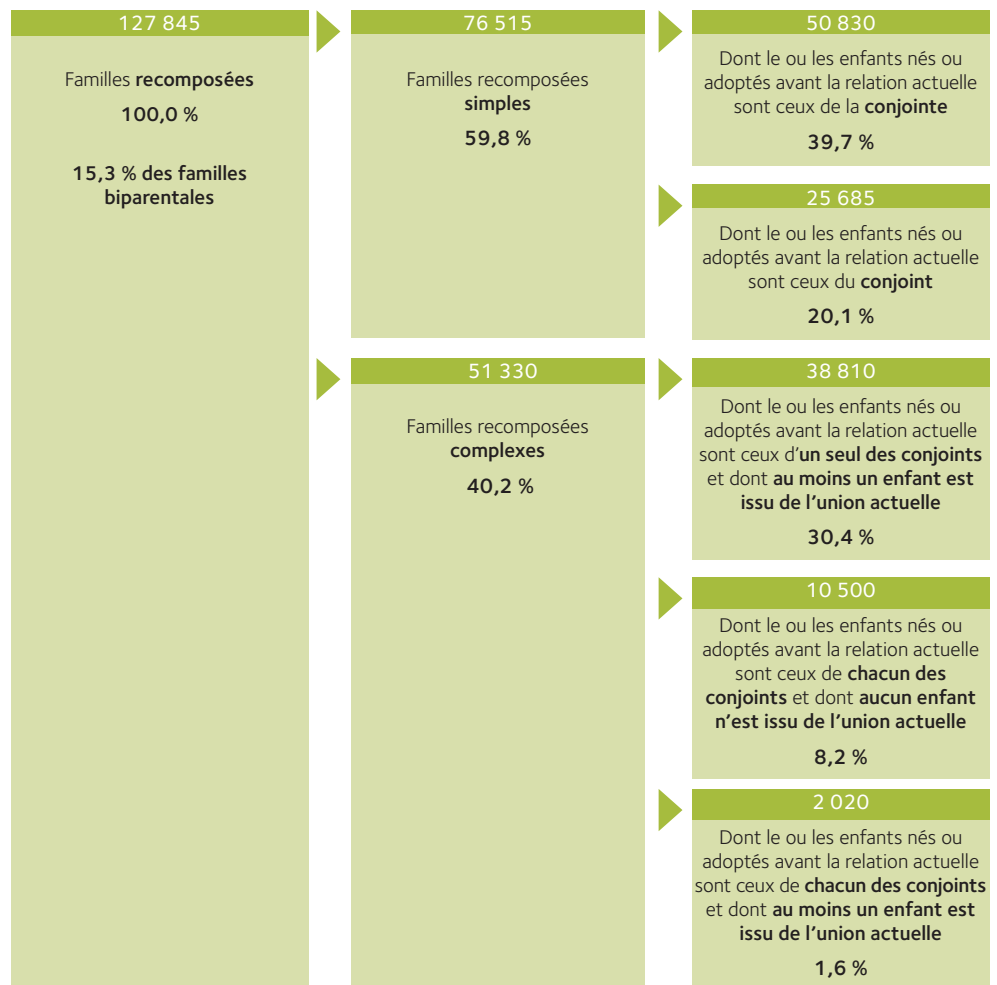 127 845
Familles recomposées
100,0 %
15,3 % des familles
biparentales
76 515
Familles recomposées
simples
59,8 %
50 830
Dont le ou les enfants nés ou
adoptés avant la relation actuelle
sont ceux de la conjointe
39,7 %
25 685
Dont le ou les enfants nés ou
adoptés avant la relation actuelle
sont ceux du conjoint
20,1 %
51 330
Familles recomposées
complexes
40,2 %
38 810
Dont le ou les enfants nés ou
adoptés avant la relation actuelle
sont ceux d’un seul des conjoints
et dont au moins un enfant est
issu de l’union actuelle
30,4 %
10 500
Dont le ou les enfants nés ou
adoptés avant la relation actuelle
sont ceux de chacun des
conjoints et dont aucun enfant
n’est issu de l’union actuelle
8,2 %
2 020
Dont le ou les enfants nés ou
adoptés avant la relation actuelle
sont ceux de chacun des conjoints
et dont au moins un enfant est
issu de l’union actuelle
1,6 %